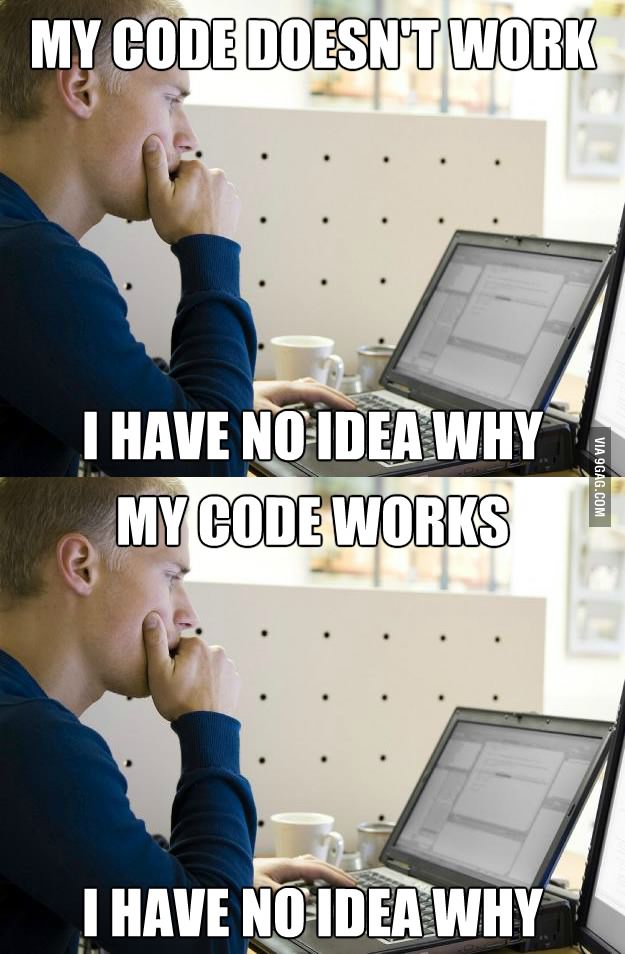 MY CODE DOESN'T WORK
I HAVE NO IDEA WHY
VIA 9GAG.COM
MY CODE WORKS
I HAVE NO IDEA WHY